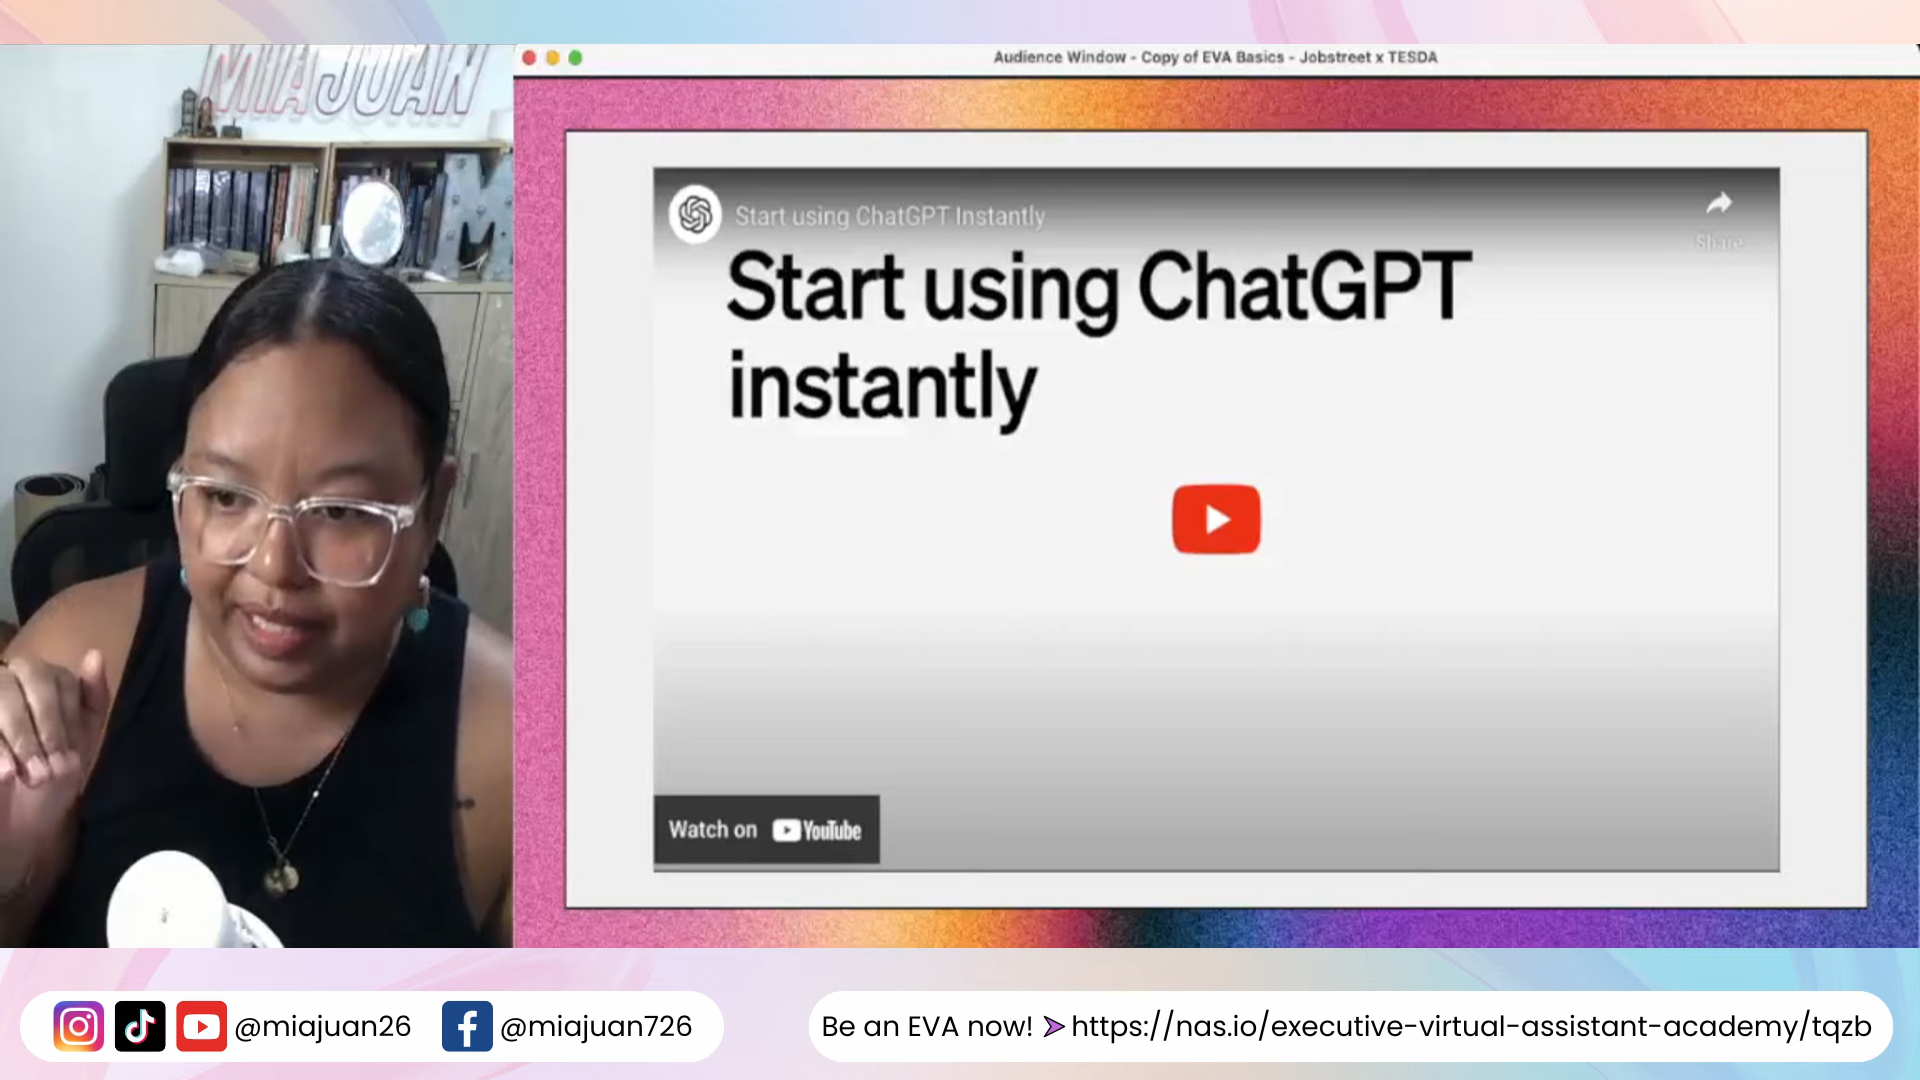 MIAJUAN
Audience Window - Copy of EVA Basics - Jobstreet x TESDA
Start using ChatGPT Instantly
Share
Start using ChatGPT
instantly
Watch on YouTube
@miajuan26
@miajuan726
Be an EVA now! ➤ https://nas.io/executive-virtual-assistant-academy/tqzb